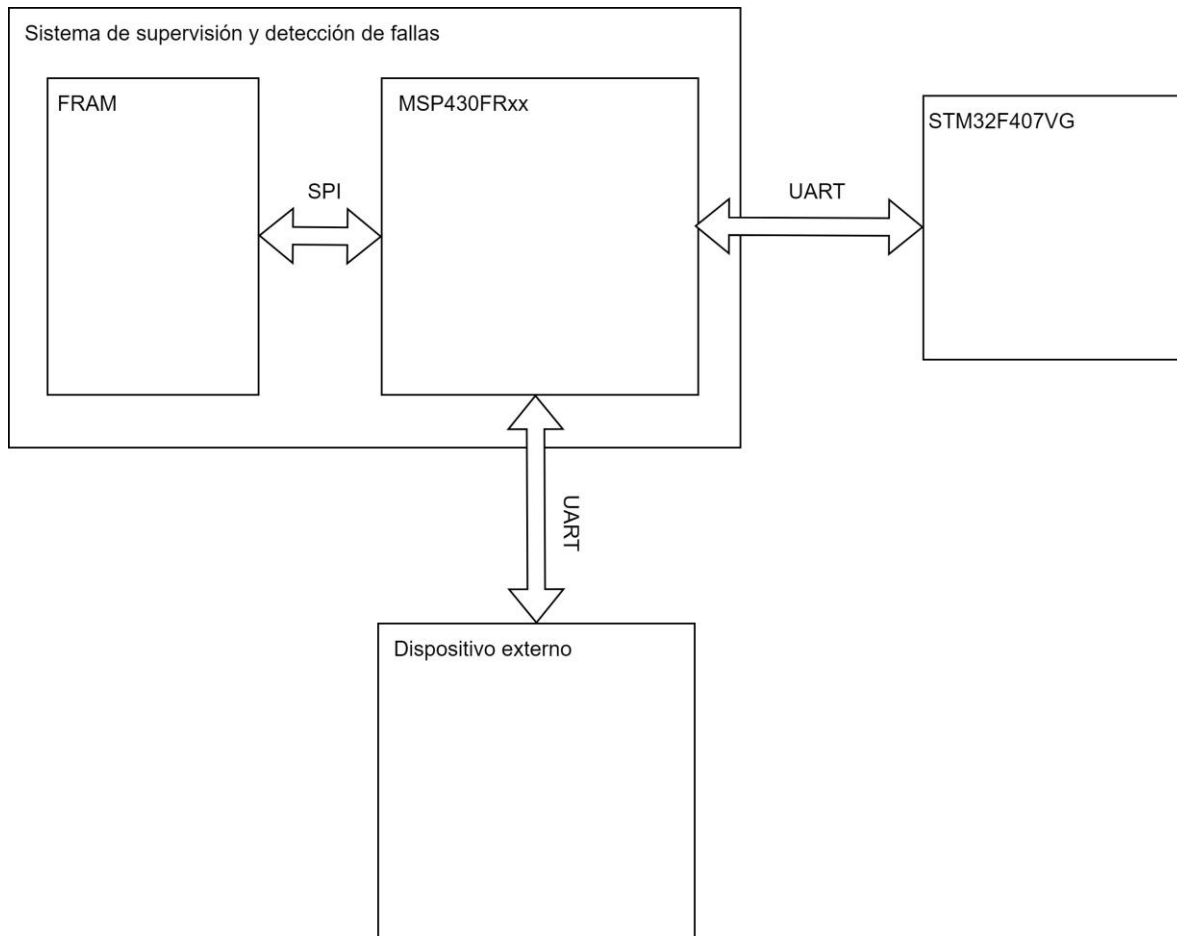 Sistema de supervisión y detección de fallas
FRAM
MSP430FRxx
STM32F407VG
SPI
UART
UART
Dispositivo externo